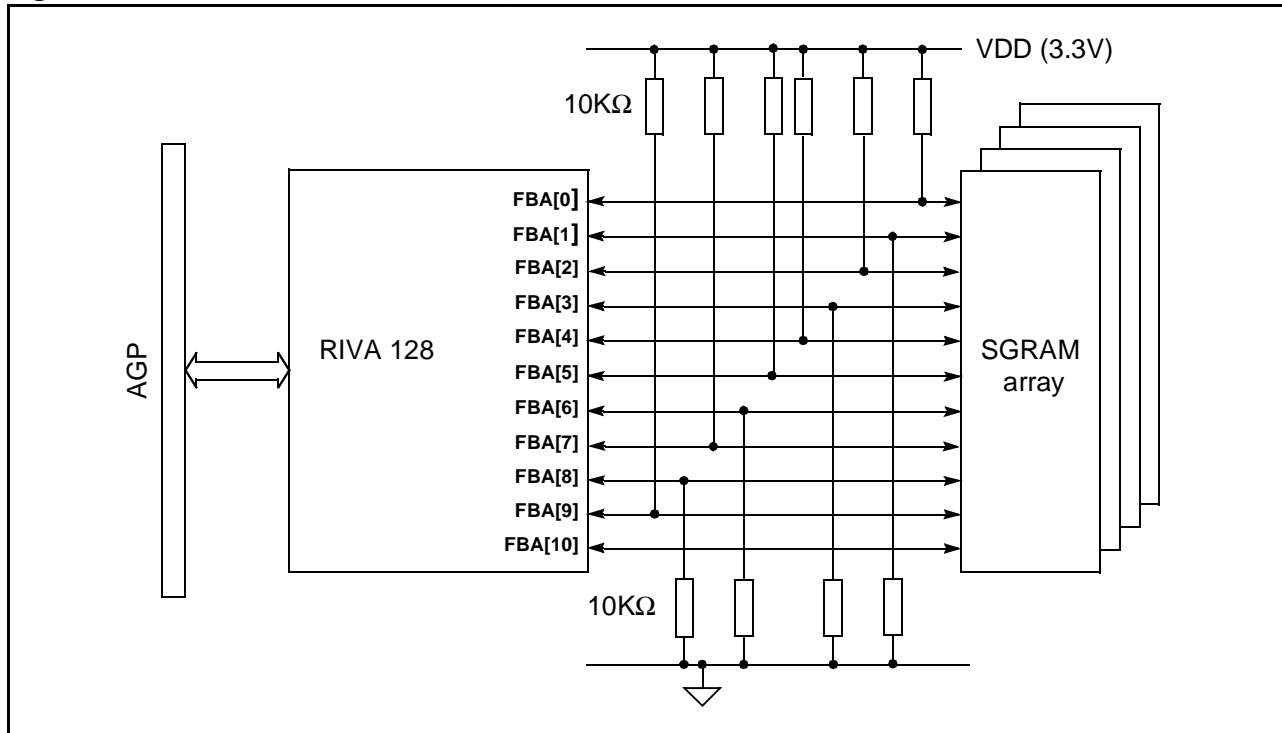 VDD (3.3V)
10KΩ
FBA[0]
FBA[1]
FBA[2]
FBA[3]
FBA[4]
FBA[5]
FBA[6]
FBA[7]
FBA[8]
FBA[9]
FBA[10]
AGP
RIVA 128
SGRAM
array
10KΩ